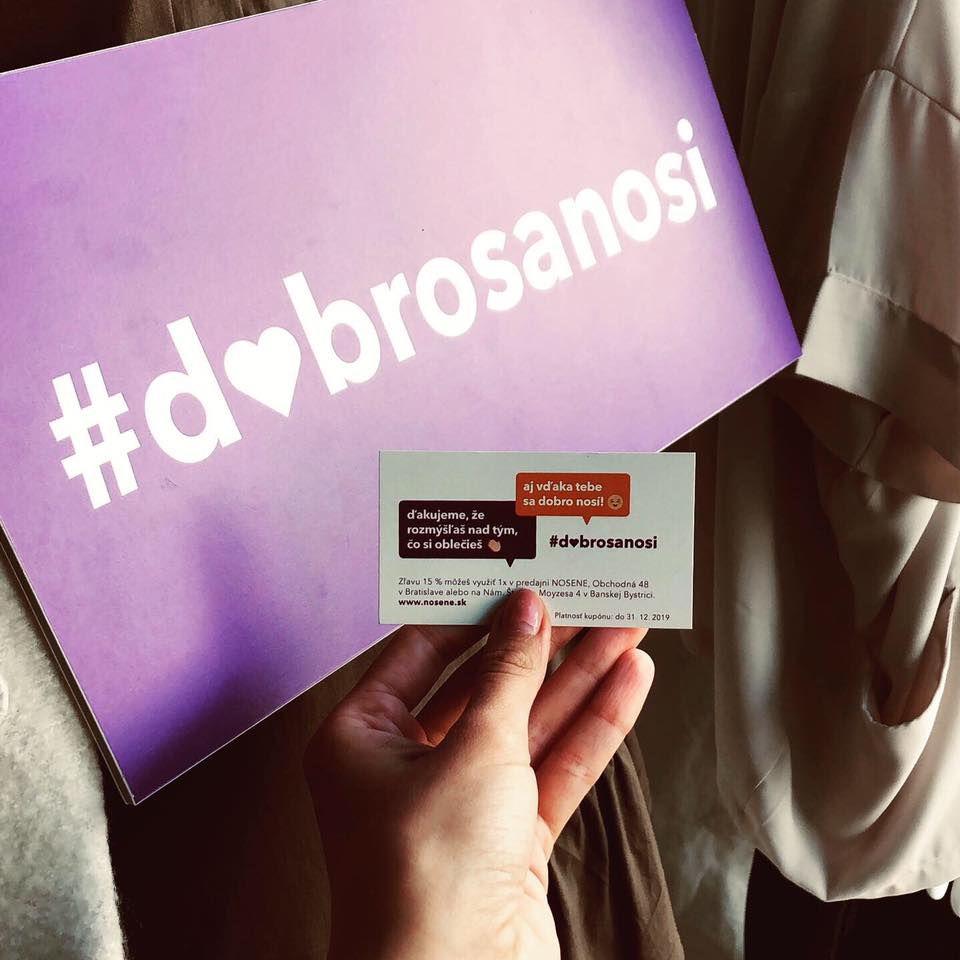 #d♥brosanosi
aj vďaka tebe
sa dobro nosí! 😉
ďakujeme, že
rozmýšľaš nad tým,
čo si oblečieš 👏🏼
#d♥brosanosi
Zľavu 15 % môžeš využiť 1x v predajni NOSENE, Obchodná 48
v Bratislave alebo na Nám. Moyzesa 4 v Banskej Bystrici.
www.nosene.sk
Platnosť kupónu: do 31. 12. 2019